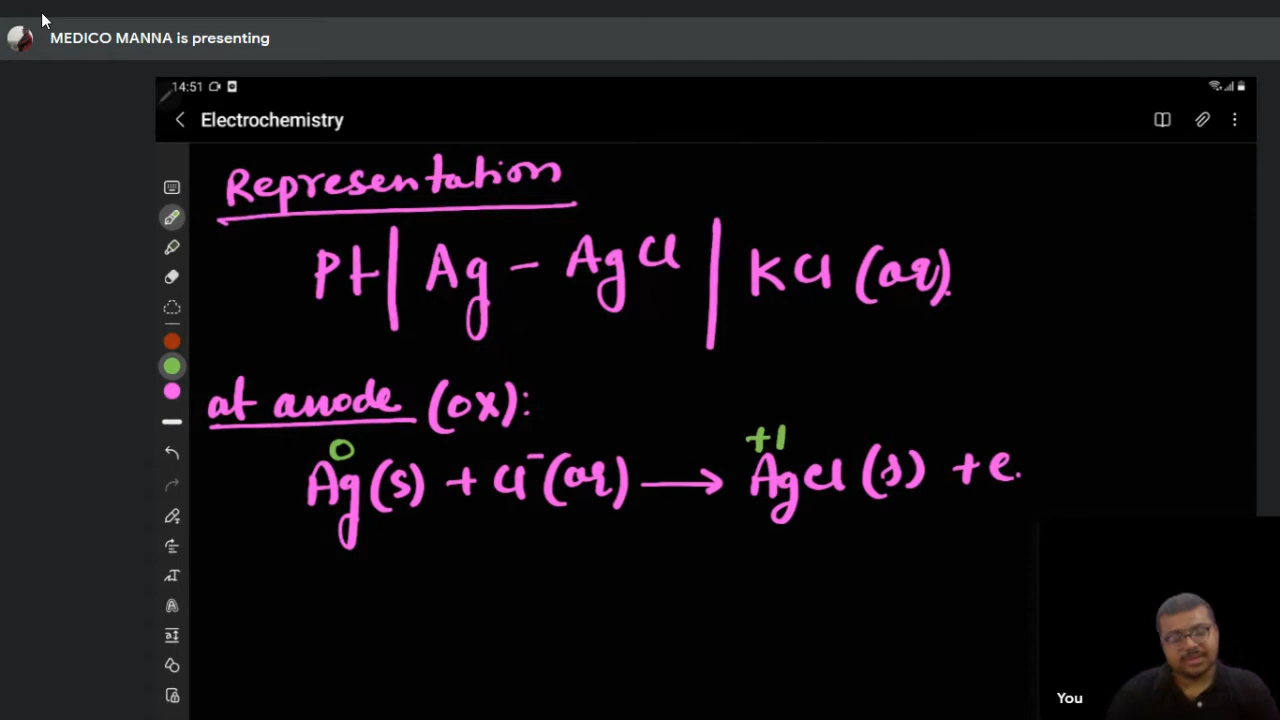 MEDICO MANNA is presenting
14:51
Electrochemistry
Representation
Pt | Ag - AgCl | KCl (aq).
at anode (ox):
0 +1
Ag(s) + Cl⁻(aq) ⟶ AgCl (s) + e.
You